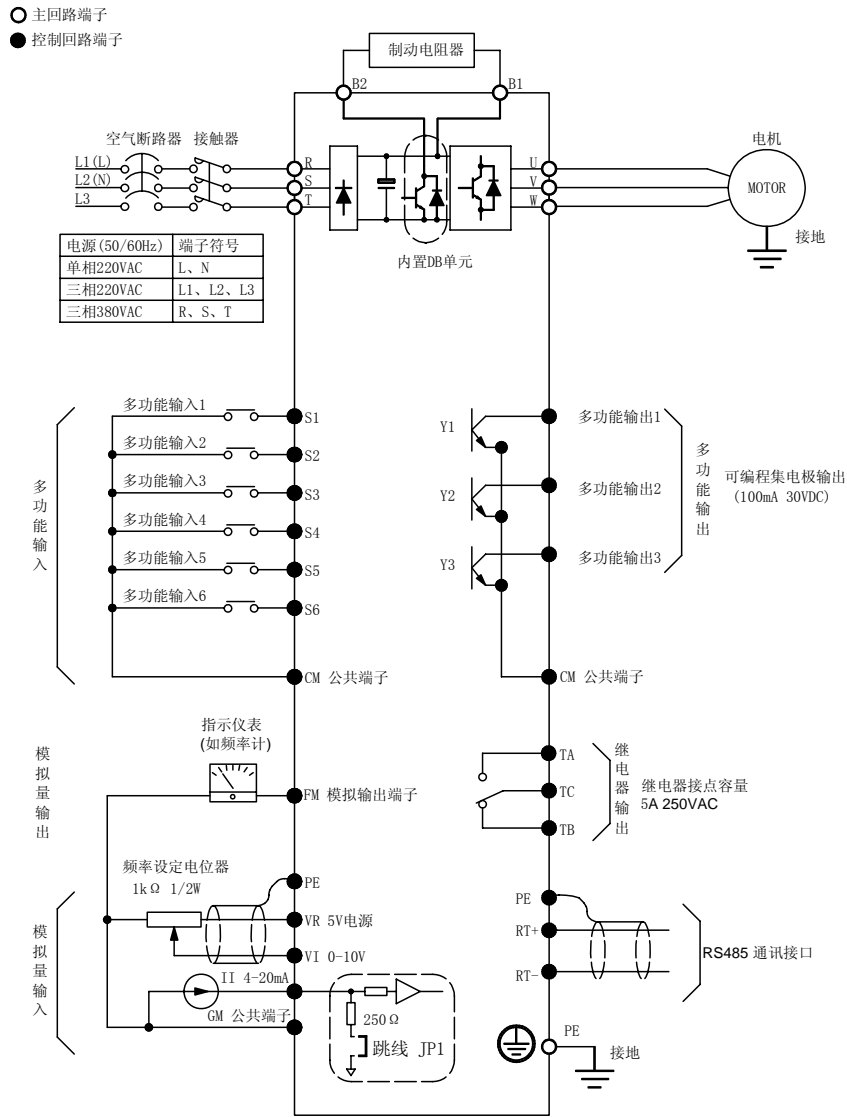 主回路端子
控制回路端子
制动电阻器
B2
B1
空气断路器 接触器
L1(L)
L2(N)
L3
R
S
T
U
V
W
电机
MOTOR
接地
内置DB单元
电源(50/60Hz) 端子符号
单相220VAC L、N
三相220VAC L1、L2、L3
三相380VAC R、S、T
多功能输入
多功能输入1
S1
多功能输入2
S2
多功能输入3
S3
多功能输入4
S4
多功能输入5
S5
多功能输入6
S6
CM 公共端子
Y1
多功能输出1
Y2
多功能输出2
Y3
多功能输出3
多功能输出
可编程集电极输出
(100mA 30VDC)
CM 公共端子
模拟量输出
指示仪表
(如频率计)
FM 模拟输出端子
TA
TC
TB
继电器输出
继电器接点容量
5A 250VAC
模拟量输入
频率设定电位器
1kΩ 1/2W
PE
VR 5V电源
VI 0-10V
II 4-20mA
GM 公共端子
250Ω
跳线 JP1
PE
RT+
RT-
RS485 通讯接口
PE
接地